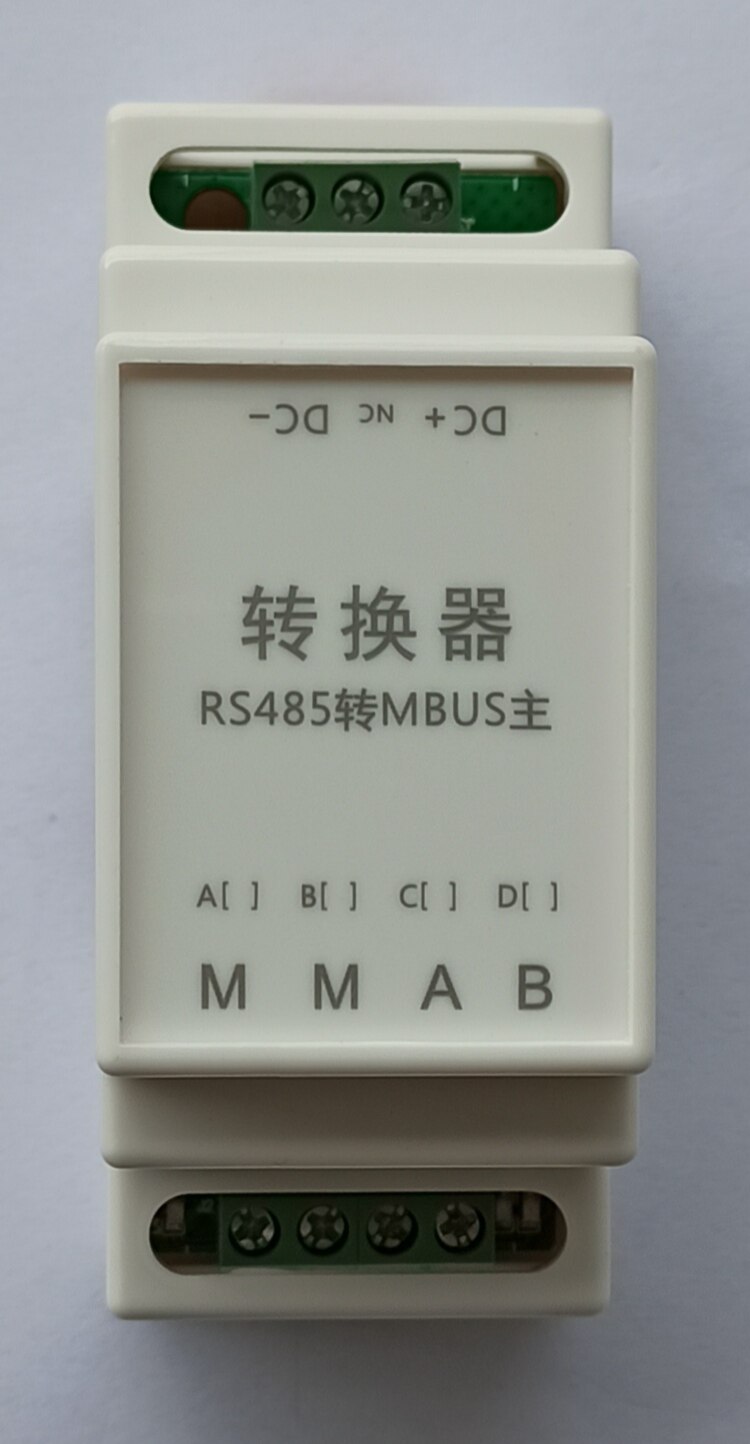 DC+ NC DC-
转换器
RS485转MBUS主
A[ ] B[ ] C[ ] D[ ]
M M A B